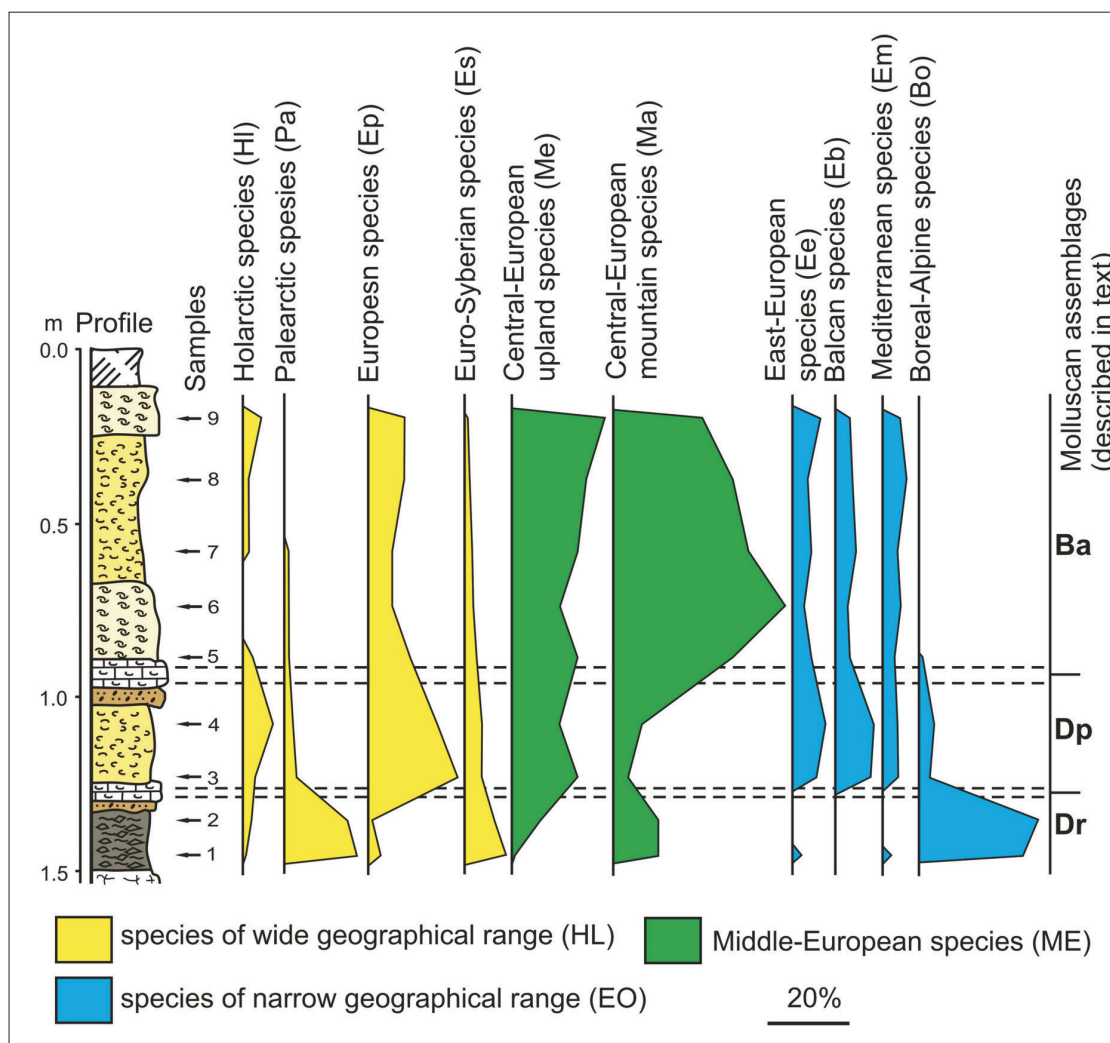 m Profile
Samples
Holarctic species (Hl)
Palearctic spesies (Pa)
European species (Ep)
Euro-Syberian species (Es)
Central-European
upland species (Me)
Central-European
mountain species (Ma)
East-European
species (Ee)
Balcan species (Eb)
Mediterranean species (Em)
Boreal-Alpine species (Bo)
Molluscan assemblages
(described in text)
0.0
0.5
1.0
1.5
9
8
7
6
5
4
3
2
1
Ba
Dp
Dr
species of wide geographical range (HL)
Middle-European species (ME)
species of narrow geographical range (EO)
20%